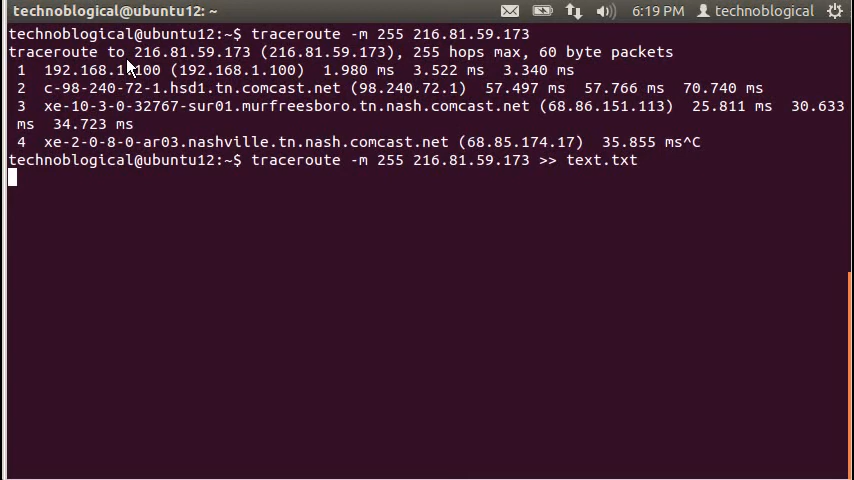 technoblogical@ubuntu12: ~ 6:19 PM technoblogical
technoblogical@ubuntu12:~$ traceroute -m 255 216.81.59.173
traceroute to 216.81.59.173 (216.81.59.173), 255 hops max, 60 byte packets
1 192.168.1.100 (192.168.1.100) 1.980 ms 3.522 ms 3.340 ms
2 c-98-240-72-1.hsd1.tn.comcast.net (98.240.72.1) 57.497 ms 57.766 ms 70.740 ms
3 xe-10-3-0-32767-sur01.murfreesboro.tn.nash.comcast.net (68.86.151.113) 25.811 ms 30.633
ms 34.723 ms
4 xe-2-0-8-0-ar03.nashville.tn.nash.comcast.net (68.85.174.17) 35.855 ms^C
technoblogical@ubuntu12:~$ traceroute -m 255 216.81.59.173 >> text.txt